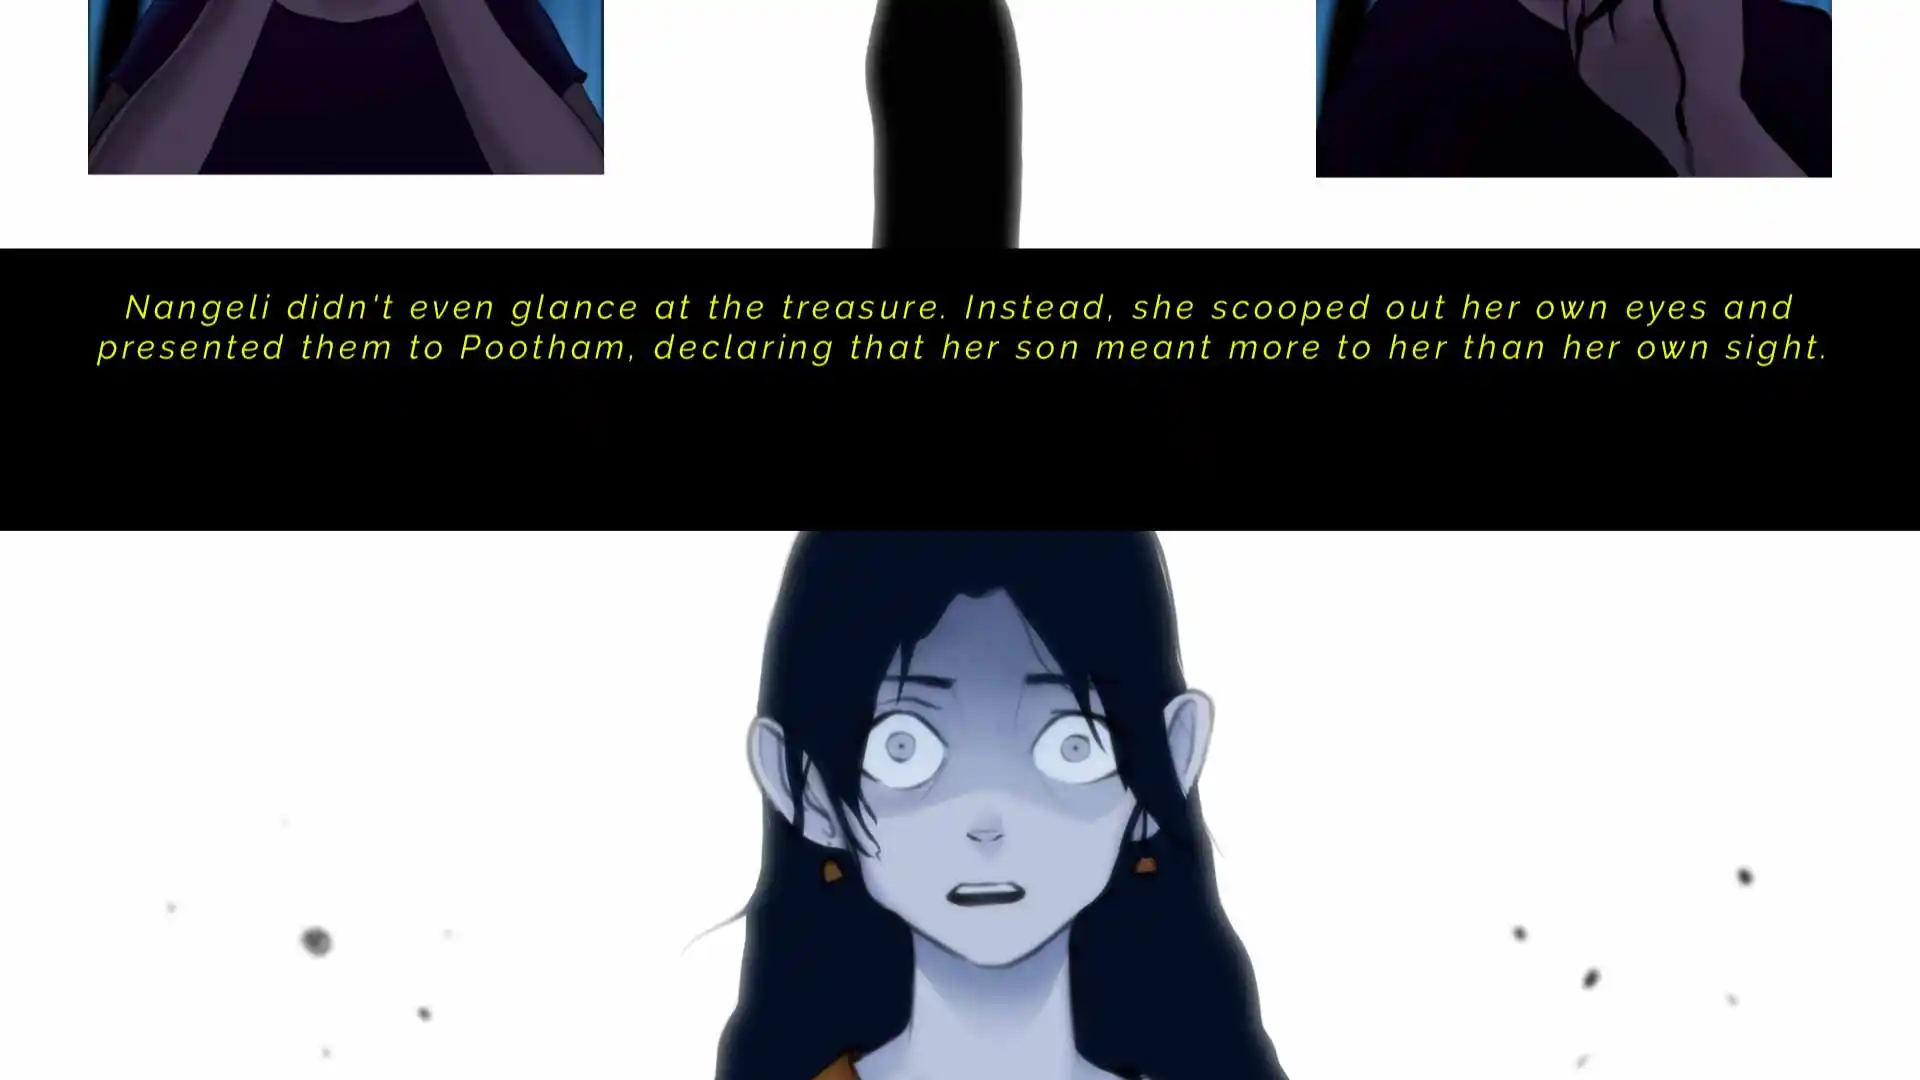 Nangeli didn't even glance at the treasure. Instead, she scooped out her own eyes and
presented them to Pootham, declaring that her son meant more to her than her own sight.